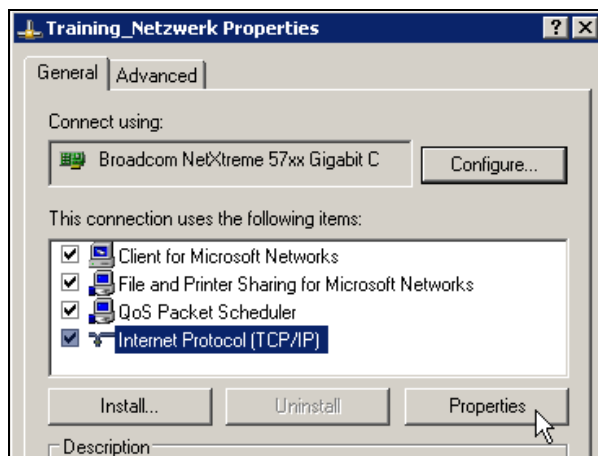 Training_Netzwerk Properties
General Advanced
Connect using:
Broadcom NetXtreme 57xx Gigabit C Configure...
This connection uses the following items:
Client for Microsoft Networks
File and Printer Sharing for Microsoft Networks
QoS Packet Scheduler
Internet Protocol (TCP/IP)
Install... Uninstall Properties
Description